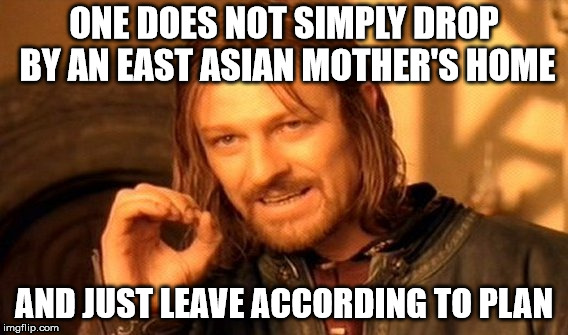 ONE DOES NOT SIMPLY DROP
BY AN EAST ASIAN MOTHER'S HOME
AND JUST LEAVE ACCORDING TO PLAN
imgflip.com